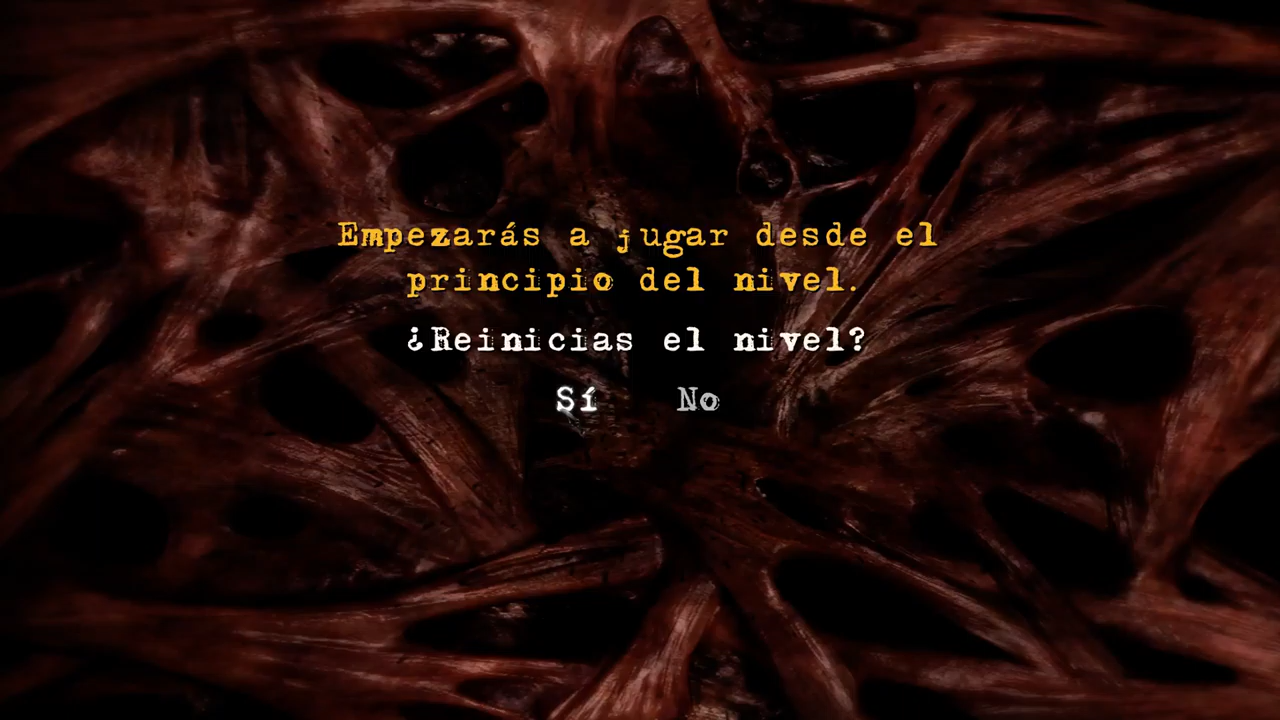 Empezarás a jugar desde el
principio del nivel.
¿Reinicias el nivel?
Sí No